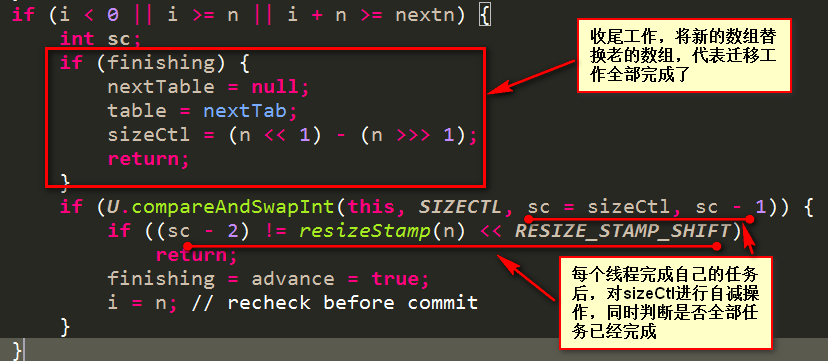 if (i < 0 || i >= n || i + n >= nextn) {
int sc;
if (finishing) {
nextTable = null;
table = nextTab;
sizeCtl = (n << 1) - (n >>> 1);
return;
}
if (U.compareAndSwapInt(this, SIZECTL, sc = sizeCtl, sc - 1)) {
if ((sc - 2) != resizeStamp(n) << RESIZE_STAMP_SHIFT)
return;
finishing = advance = true;
i = n; // recheck before commit
}
}
收尾工作，将新的数组替
换老的数组，代表迁移工
作全部完成了
每个线程完成自己的任务
后，对sizeCtl进行自减操
作，同时判断是否全部任
务已经完成